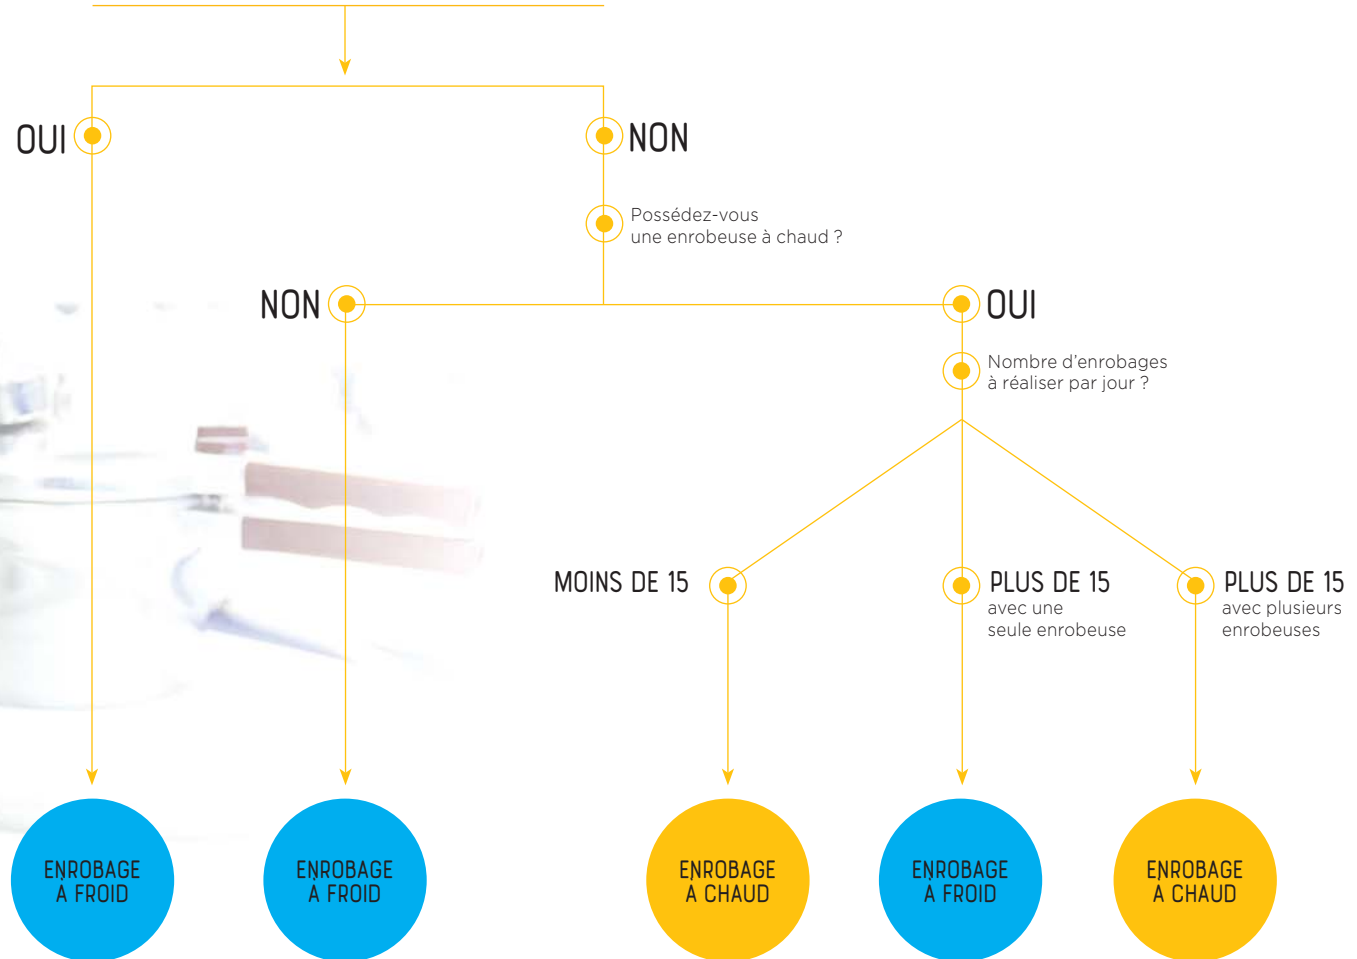 OUI
NON
Possédez-vous
une enrobeuse à chaud ?
NON
OUI
Nombre d'enrobages
à réaliser par jour ?
MOINS DE 15
PLUS DE 15
avec une
seule enrobeuse
PLUS DE 15
avec plusieurs
enrobeuses
ENROBAGE
À FROID
ENROBAGE
À FROID
ENROBAGE
À CHAUD
ENROBAGE
À FROID
ENROBAGE
À CHAUD